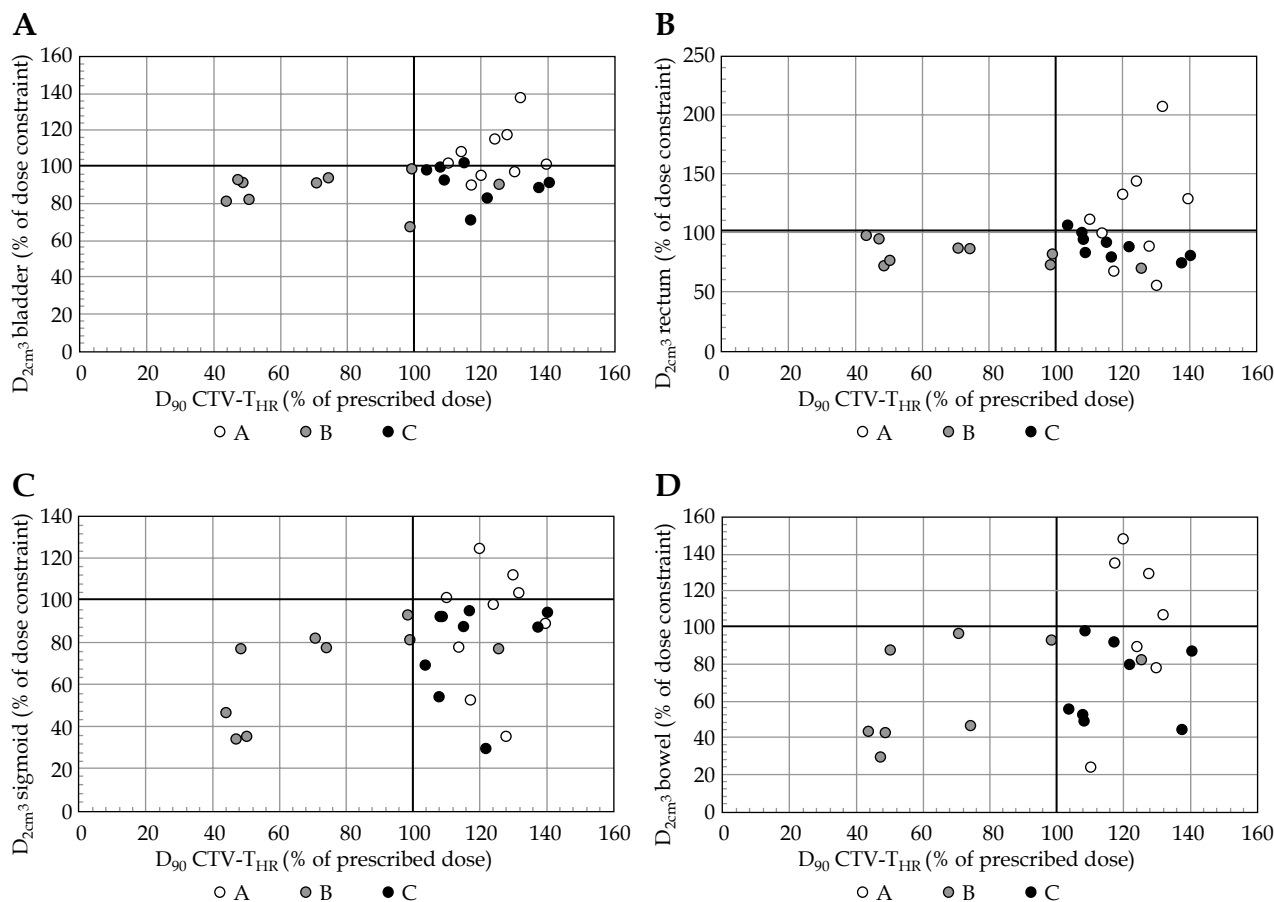 A
D2cm3 bladder (% of dose constraint)
160
140
120
100
80
60
40
20
0
0 20 40 60 80 100 120 140 160
D90 CTV-THR (% of prescribed dose)
A B C
B
D2cm3 rectum (% of dose constraint)
250
200
150
100
50
0
0 20 40 60 80 100 120 140 160
D90 CTV-THR (% of prescribed dose)
A B C
C
D2cm3 sigmoid (% of dose constraint)
140
120
100
80
60
40
20
0
0 20 40 60 80 100 120 140 160
D90 CTV-THR (% of prescribed dose)
A B C
D
D2cm3 bowel (% of dose constraint)
160
140
120
100
80
60
40
20
0
0 20 40 60 80 100 120 140 160
D90 CTV-THR (% of prescribed dose)
A B C